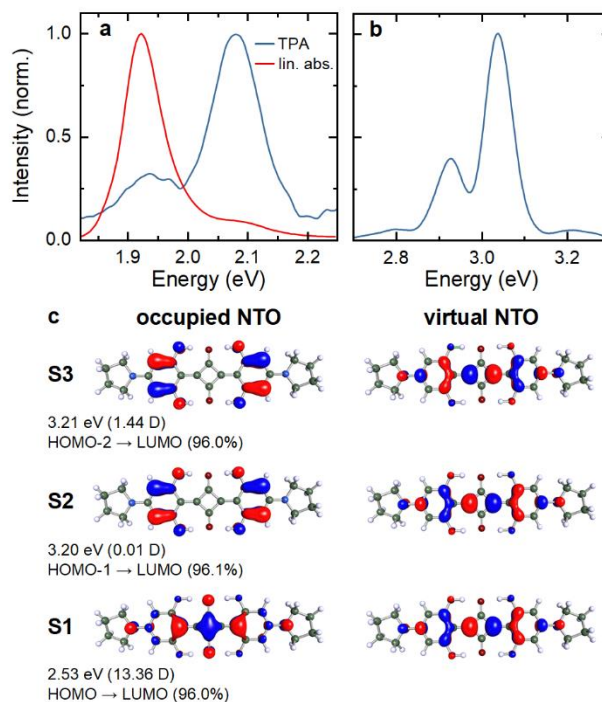 a
TPA
lin. abs.
b
Intensity (norm.)
1.0
0.5
0.0
1.9 2.0 2.1 2.2
Energy (eV)
2.8 3.0 3.2
Energy (eV)
c occupied NTO virtual NTO
S3
3.21 eV (1.44 D)
HOMO-2 → LUMO (96.0%)
S2
3.20 eV (0.01 D)
HOMO-1 → LUMO (96.1%)
S1
2.53 eV (13.36 D)
HOMO → LUMO (96.0%)